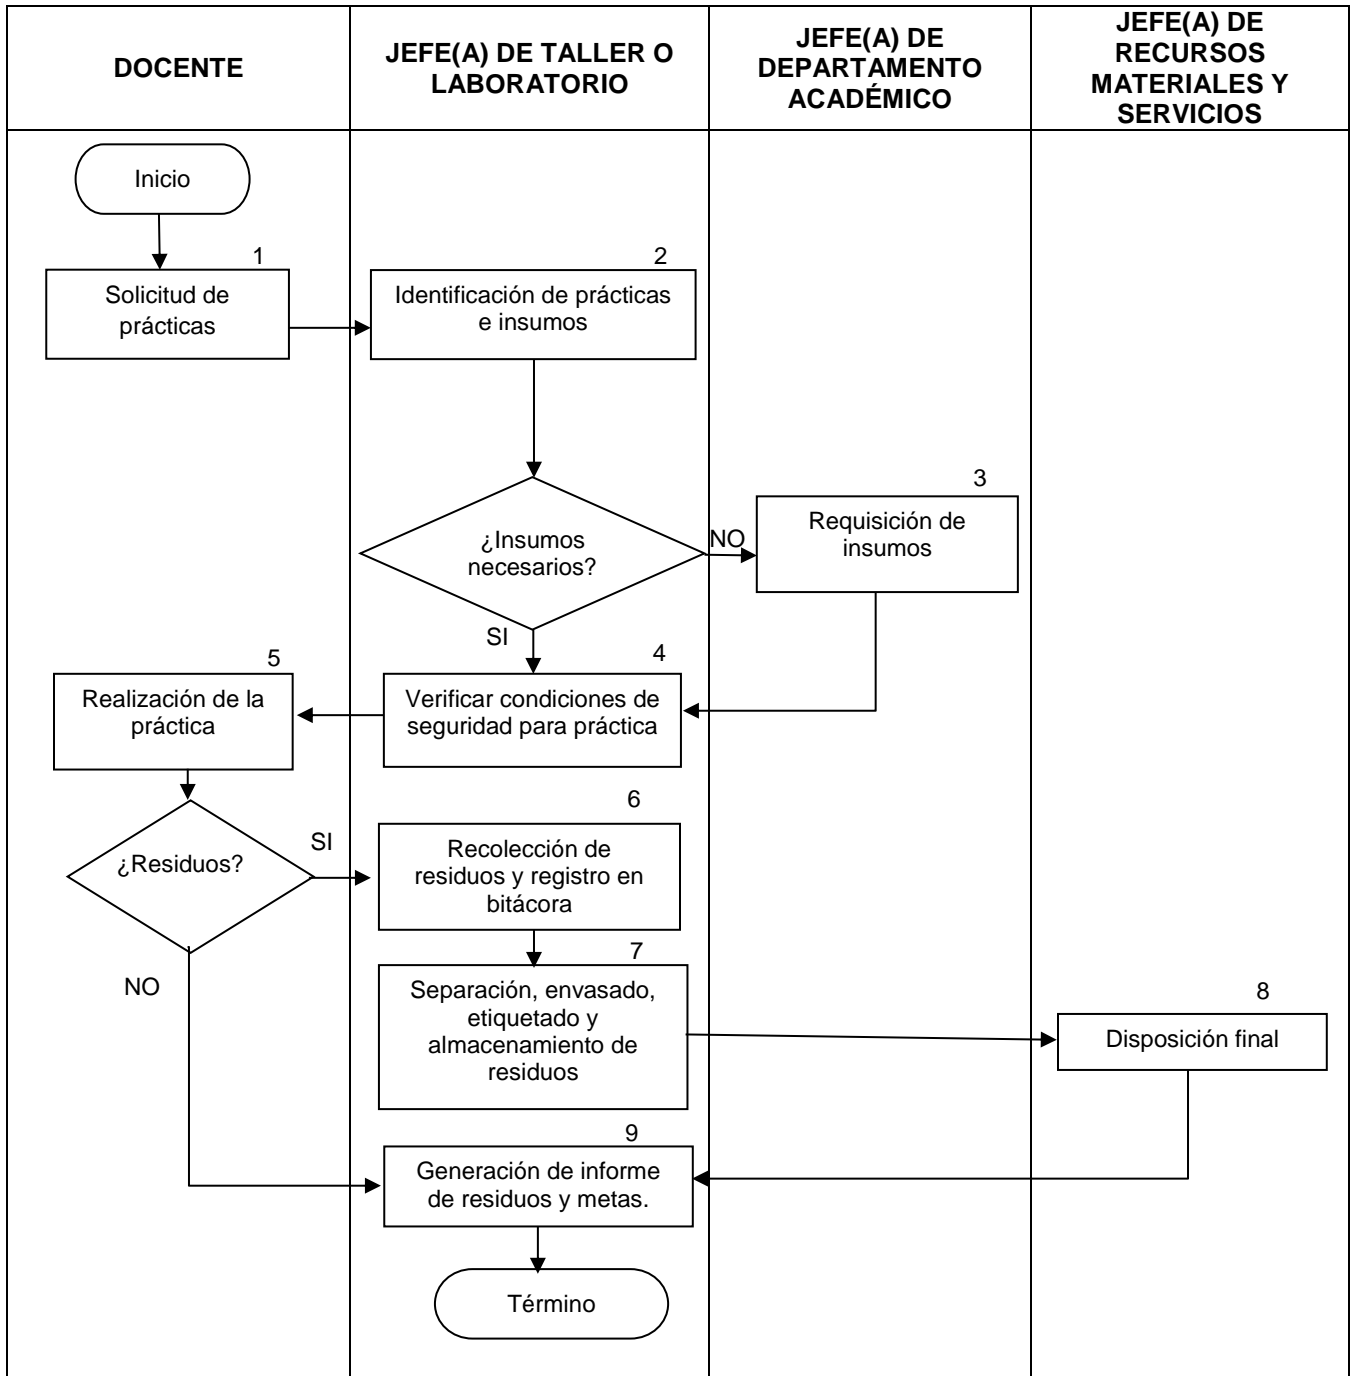 DOCENTE
JEFE(A) DE TALLER O
LABORATORIO
JEFE(A) DE
DEPARTAMENTO
ACADÉMICO
JEFE(A) DE
RECURSOS
MATERIALES Y
SERVICIOS
Inicio
1
Solicitud de
prácticas
2
Identificación de prácticas
e insumos
¿Insumos
necesarios?
NO
3
Requisición de
insumos
SI
4
Verificar condiciones de
seguridad para práctica
5
Realización de la
práctica
¿Residuos?
SI
6
Recolección de
residuos y registro en
bitácora
7
Separación, envasado,
etiquetado y
almacenamiento de
residuos
8
Disposición final
NO
9
Generación de informe
de residuos y metas.
Término